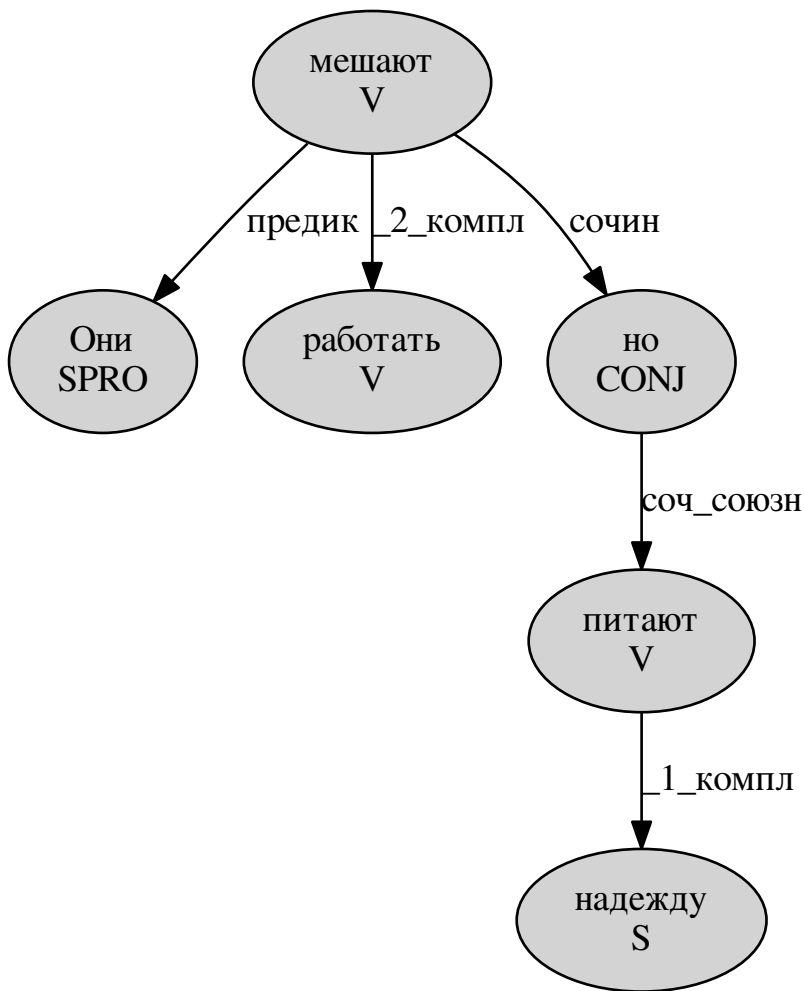 мешают
V
предик _2_компл сочин
Они
SPRO
работать
V
но
CONJ
соч_союзн
питают
V
_1_компл
надежду
S